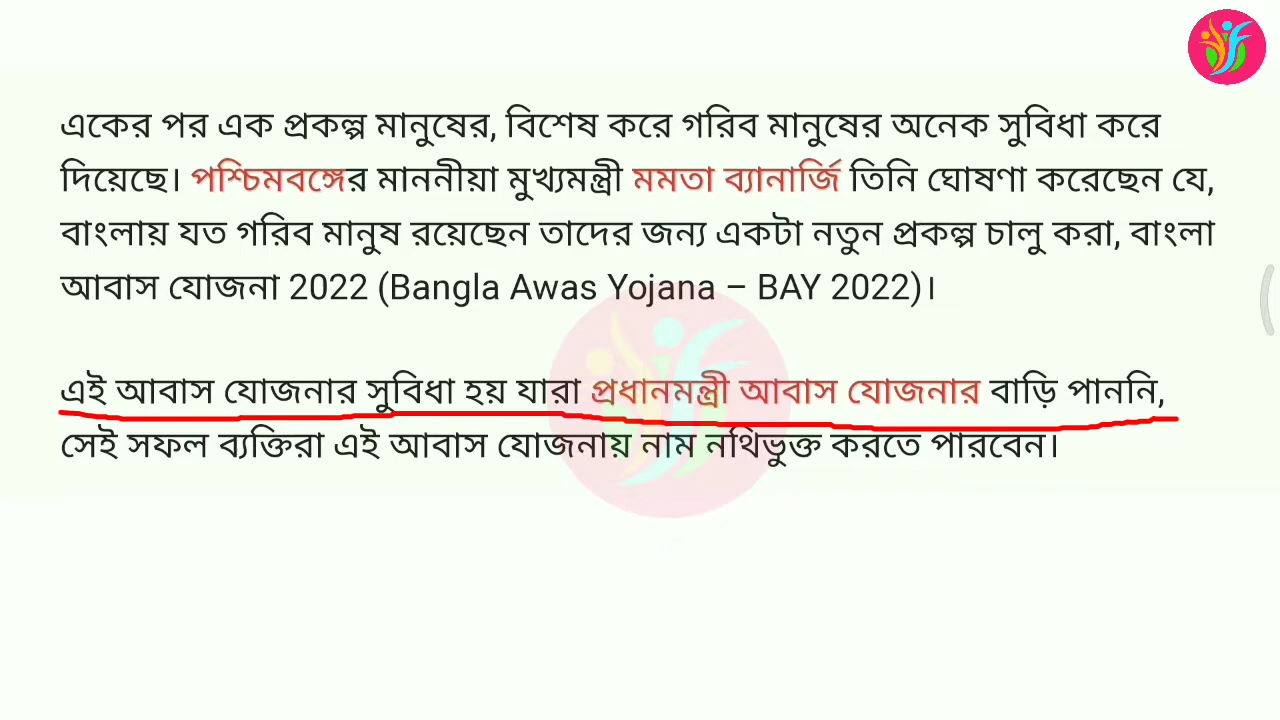 একের পর এক প্রকল্প মানুষের, বিশেষ করে গরিব মানুষের অনেক সুবিধা করে
দিয়েছে। পশ্চিমবঙ্গের মাননীয়া মুখ্যমন্ত্রী মমতা ব্যানার্জি তিনি ঘোষণা করেছেন যে,
বাংলায় যত গরিব মানুষ রয়েছেন তাদের জন্য একটা নতুন প্রকল্প চালু করা, বাংলা
আবাস যোজনা 2022 (Bangla Awas Yojana – BAY 2022)।
এই আবাস যোজনার সুবিধা হয় যারা প্রধানমন্ত্রী আবাস যোজনার বাড়ি পাননি,
সেই সফল ব্যক্তিরা এই আবাস যোজনায় নাম নথিভুক্ত করতে পারবেন।